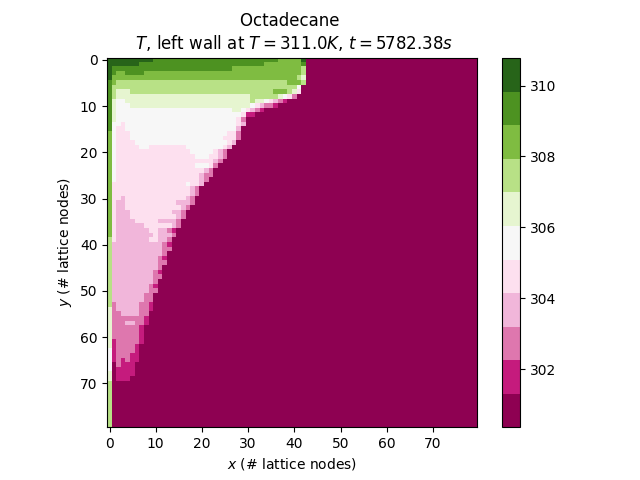 Octadecane
T, left wall at T = 311.0K, t = 5782.38s
0
10
20
30
40
50
60
70
y (# lattice nodes)
0 10 20 30 40 50 60 70
x (# lattice nodes)
310
308
306
304
302